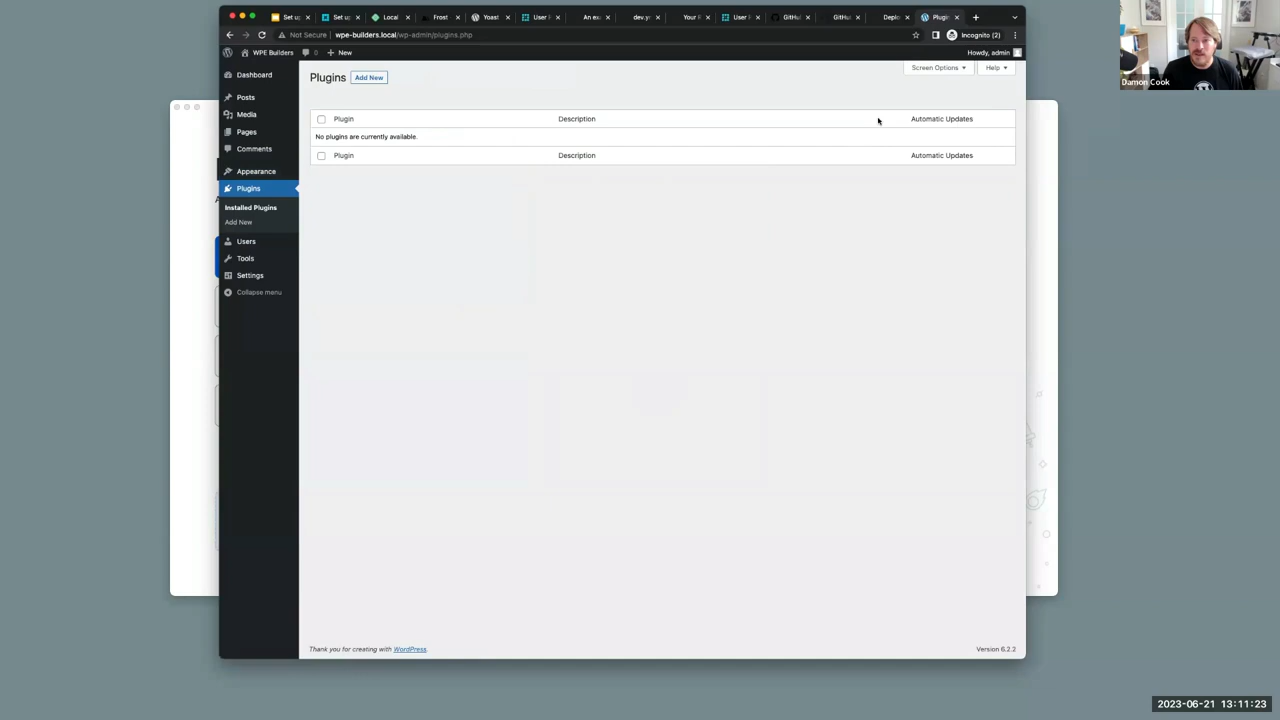 Set u
Set u
Local
Frost
Yoast
User F
An ex
dev.y
Your F
User F
GitHu
GitHu
Deplo
Plugin
Not Secure
wpe-builders.local/wp-admin/plugins.php
Incognito (2)
WPE Builders
0
New
Howdy, admin
Dashboard
Posts
Media
Pages
Comments
Appearance
Plugins
Installed Plugins
Add New
Users
Tools
Settings
Collapse menu
Screen Options
Help
Plugins
Add New
Plugin Description Automatic Updates
No plugins are currently available.
Plugin Description Automatic Updates
Thank you for creating with WordPress.
Version 6.2.2
Damon Cook
2023-06-21 13:11:23